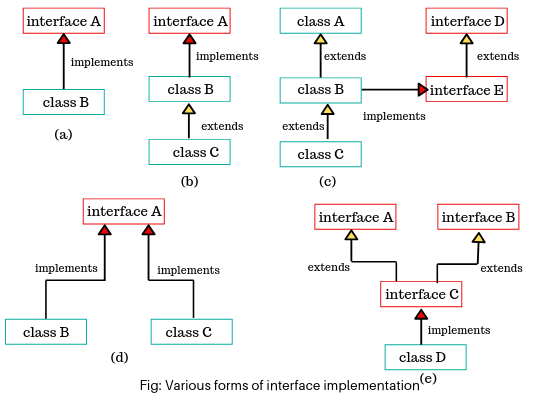 interface A
implements
class B
(a)
interface A
implements
class B
extends
class C
(b)
class A
extends
class B
extends
class C
(c)
interface D
extends
interface E
implements
interface A
implements
implements
class B
class C
(d)
interface A
interface B
extends
extends
interface C
implements
class D
(e)
Fig: Various forms of interface implementation